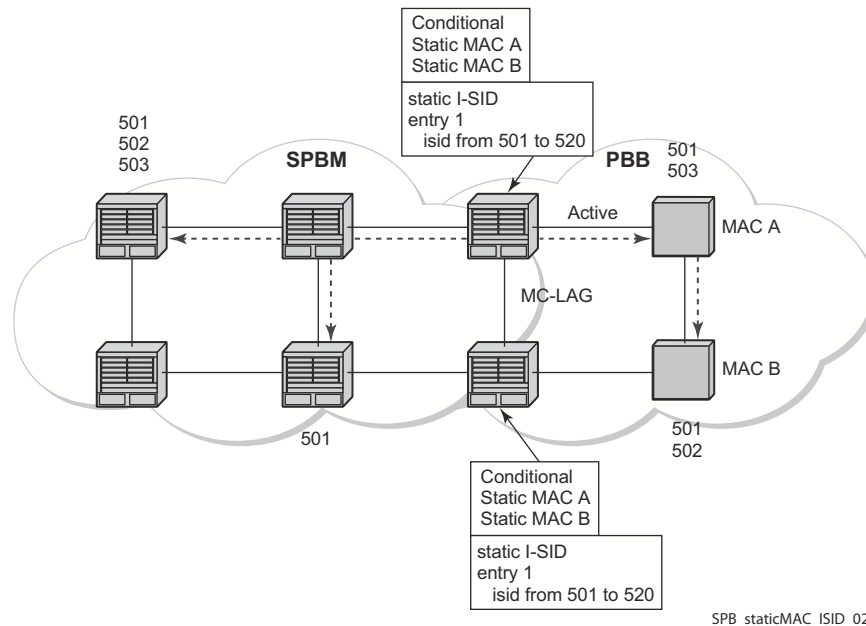 Conditional
Static MAC A
Static MAC B
static I-SID
entry 1
isid from 501 to 520
501
502
503
SPBM
PBB
501
503
Active
MAC A
MC-LAG
MAC B
501
501
502
Conditional
Static MAC A
Static MAC B
static I-SID
entry 1
isid from 501 to 520
SPB_staticMAC_ISID_02